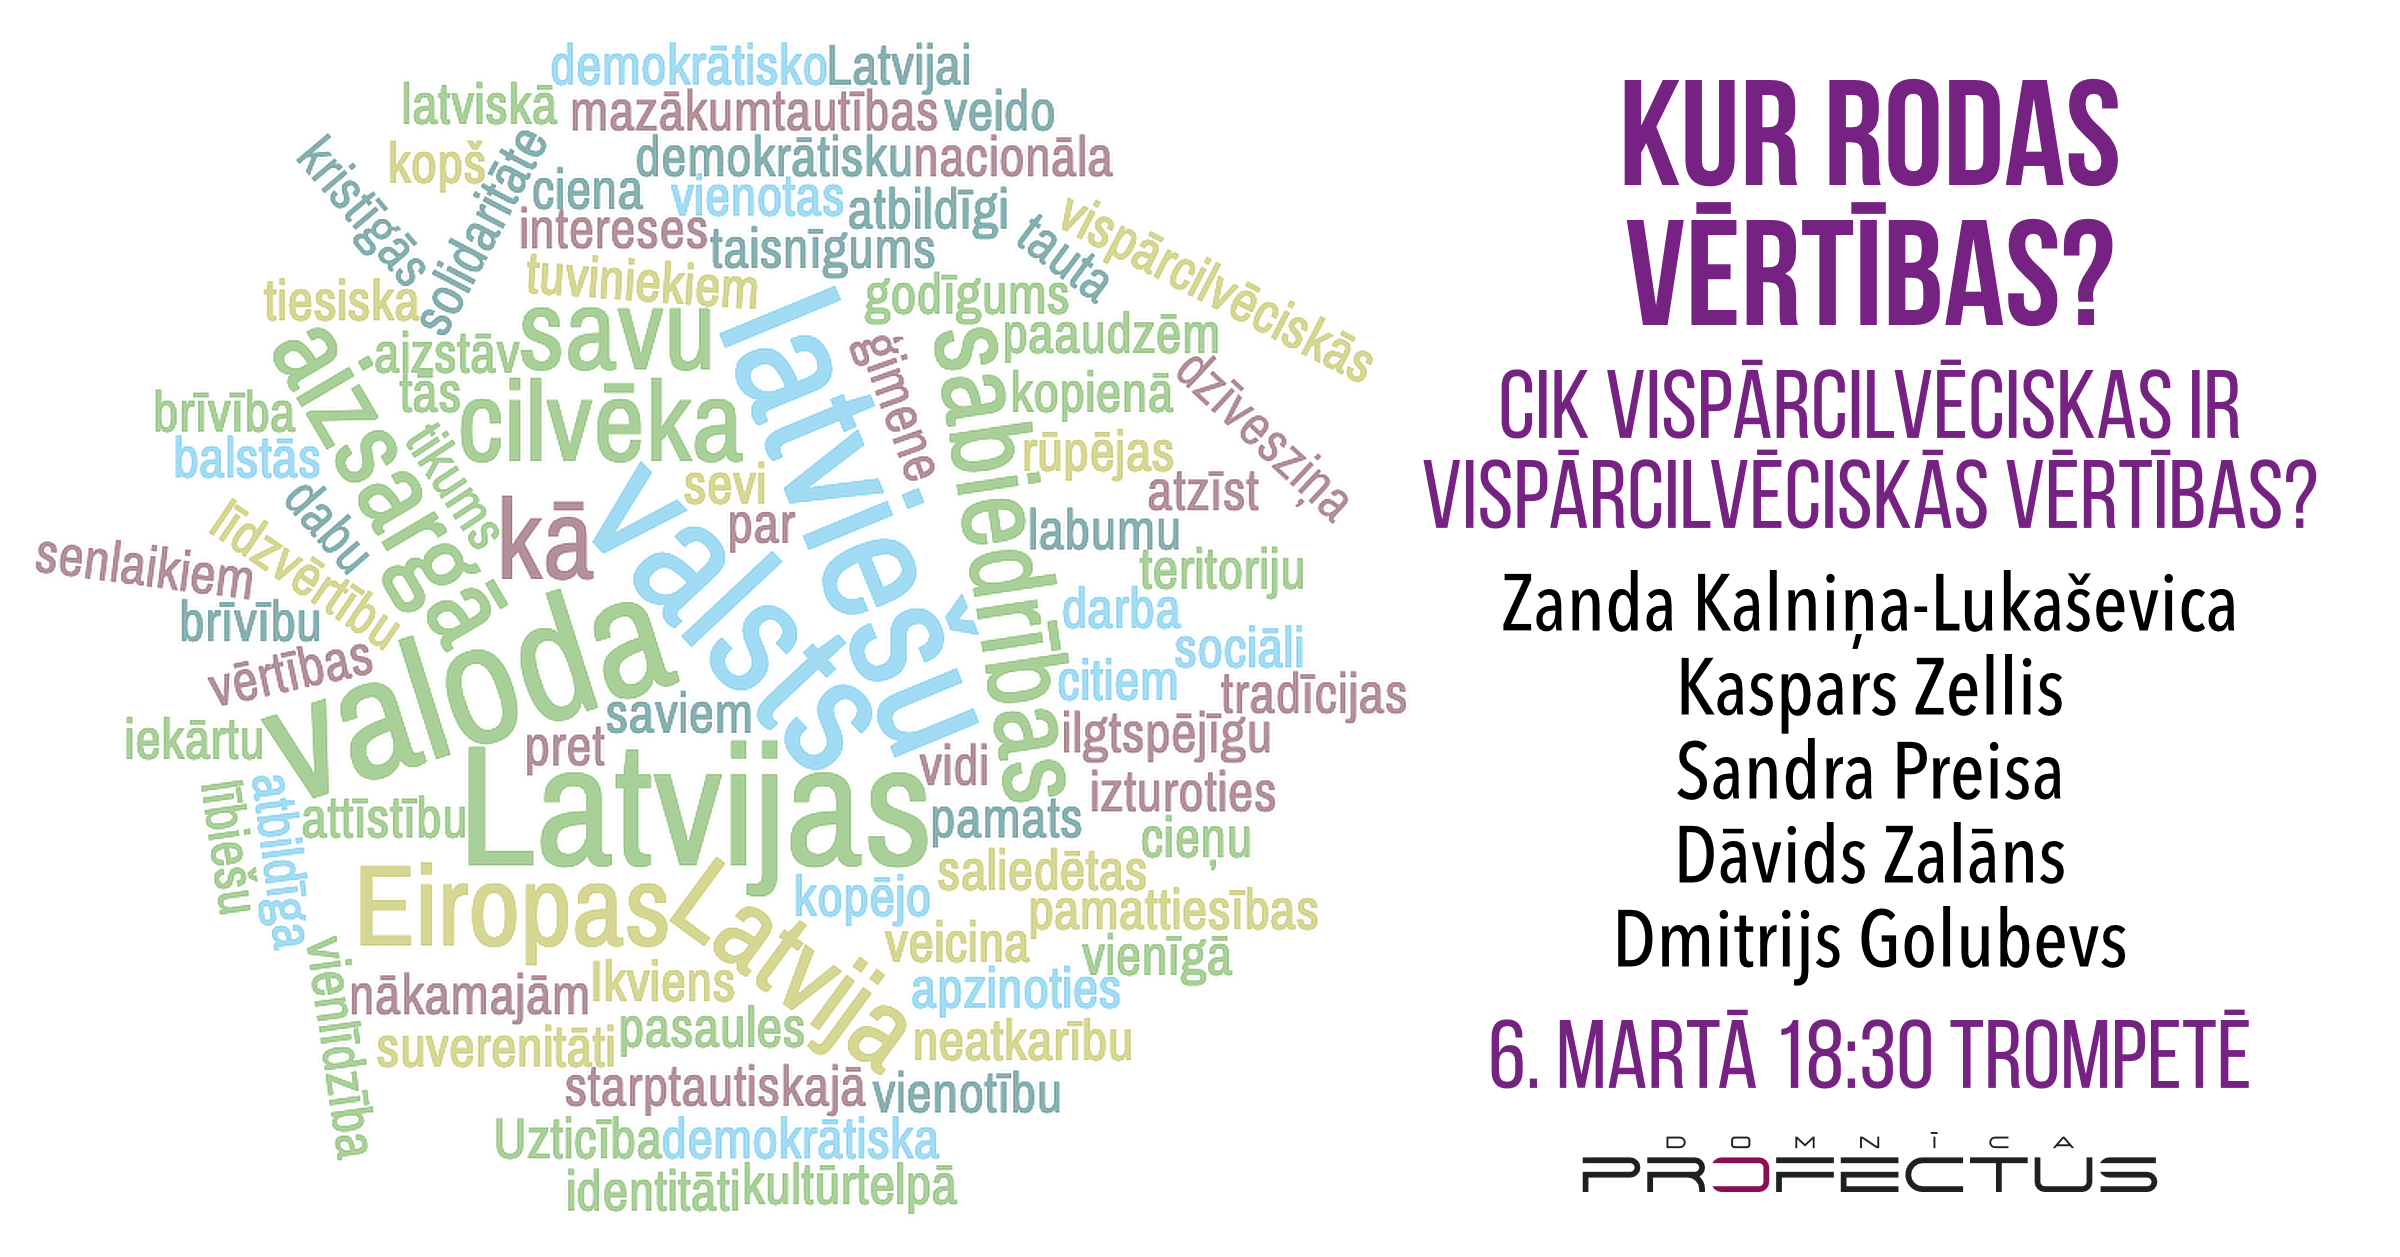 demokrātisko Latvijai
latviskā mazākumtautības veido
kopš demokrātisku nacionāla
kristīgās solidaritāte ciena vienotas atbildīgi
intereses taisnīgums tauta vispārcilvēciskās
tiesiska tuviniekiem godīgums
aizsargā aizstāv savu latviešu ģimene sabiedrības paaudzēm
brīvība tās cilvēka kopienā dzīvesziņa
balstās tikums sevi rūpējas
dabu kā valsts par atzīst
senlaikiem līdzvērtību labumu
teritoriju
brīvību valoda darba
vērtības sociāli
saviem citiem tradīcijas
iekārtu pret vidi ilgtspējīgu
lībiešu atbildīga attīstību Latvijas izturoties
pamats cieņu
Eiropas Latvija kopējo saliedētas
pamattiesības
vienlīdzība veicina vienīgā
nākamajām Ikviens apzinoties
suverenitāti pasaules neatkarību
starptautiskajā vienotību
Uzticība demokrātiska
identitāti kultūrtelpā
KUR RODAS
VĒRTĪBAS?
CIK VISPĀRCILVĒCISKAS IR
VISPĀRCILVĒCISKĀS VĒRTĪBAS?
Zanda Kalniņa-Lukaševica
Kaspars Zellis
Sandra Preisa
Dāvids Zalāns
Dmitrijs Golubevs
6. MARTĀ 18:30 TROMPETĒ
DOMNĪCA
PROFECTUS